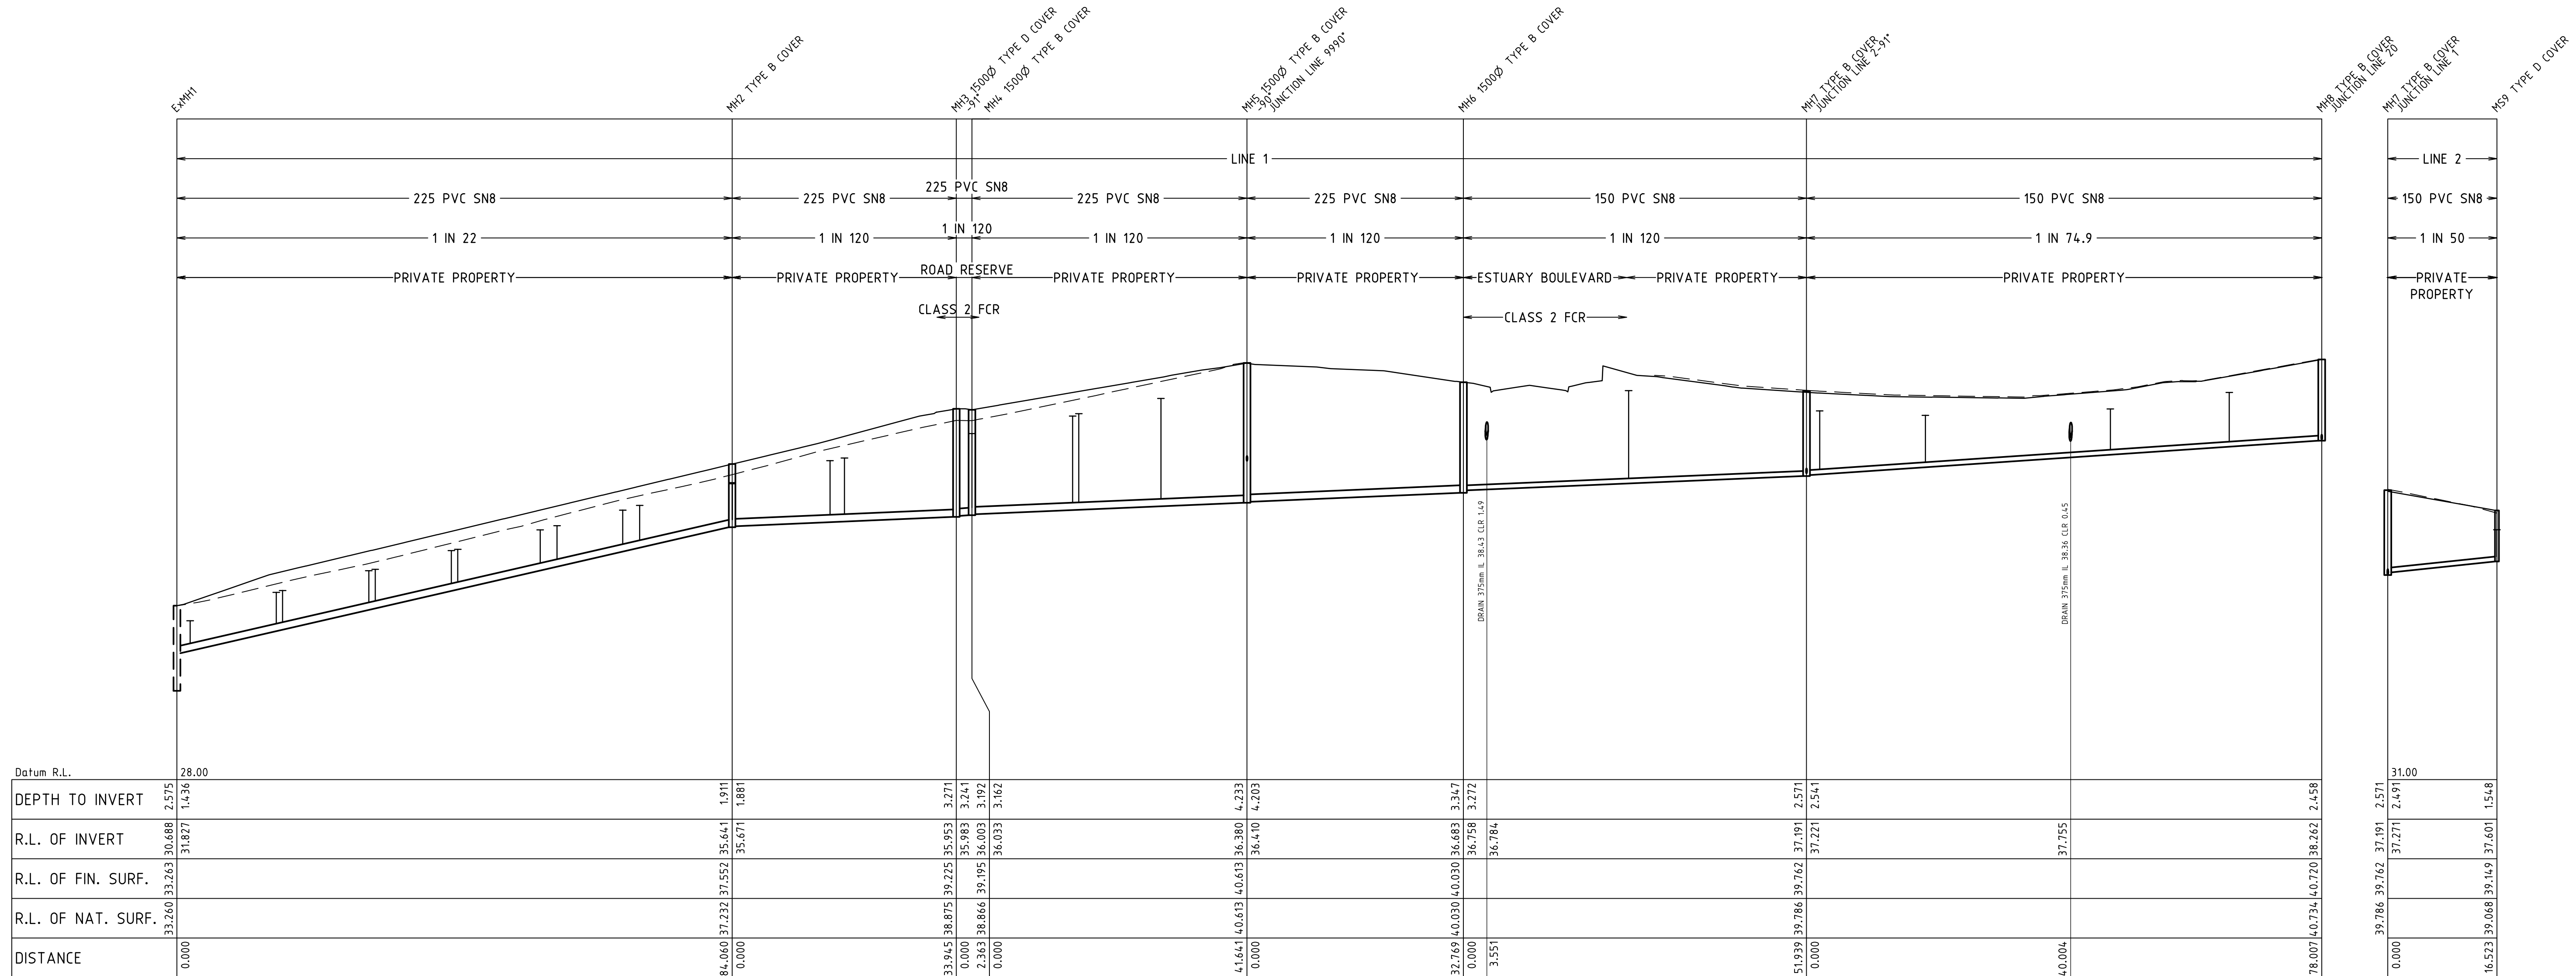 ExMH1
MH2 TYPE B COVER
MH3 1500Ø TYPE D COVER
-91°
MH4 1500Ø TYPE B COVER
MH5 1500Ø TYPE B COVER
-90°
JUNCTION LINE 9990°
MH6 1500Ø TYPE B COVER
MH7 TYPE B COVER
JUNCTION LINE 2-91°
MH8 TYPE B COVER
JUNCTION LINE 20
MH7 TYPE B COVER
JUNCTION LINE 1
MS9 TYPE D COVER
LINE 1 LINE 2
225 PVC SN8 225 PVC SN8 225 PVC SN8 225 PVC SN8 225 PVC SN8 150 PVC SN8 150 PVC SN8 150 PVC SN8
1 IN 22 1 IN 120 1 IN 120 1 IN 120 1 IN 120 1 IN 120 1 IN 74.9 1 IN 50
PRIVATE PROPERTY PRIVATE PROPERTY ROAD RESERVE PRIVATE PROPERTY PRIVATE PROPERTY ESTUARY BOULEVARD PRIVATE PROPERTY PRIVATE PROPERTY PRIVATE
PROPERTY
CLASS 2 FCR CLASS 2 FCR
DRAIN 375mm IL 38.43 CLR 1.49
DRAIN 375mm IL 38.36 CLR 0.45
Datum R.L. 28.00 31.00
DEPTH TO INVERT 2.575 1.436 1.911 1.881 3.271 3.241 3.192 3.162 4.233 4.203 3.347 3.272 2.571 2.541 2.458 2.571 2.491 1.548
R.L. OF INVERT 30.688 31.827 35.641 35.671 35.953 35.983 36.003 36.033 36.380 36.410 36.683 36.758 36.784 37.191 37.221 37.755 38.262 37.191 37.271 37.601
R.L. OF FIN. SURF. 33.263 37.552 39.225 39.195 40.613 40.030 39.762 40.720 39.762 39.149
R.L. OF NAT. SURF. 33.260 37.232 38.875 38.866 40.613 40.030 39.786 40.734 39.786 39.068
DISTANCE 0.000 84.060 0.000 33.945 0.000 2.363 0.000 41.641 0.000 32.769 0.000 3.551 51.939 0.000 40.004 78.007 0.000 16.523